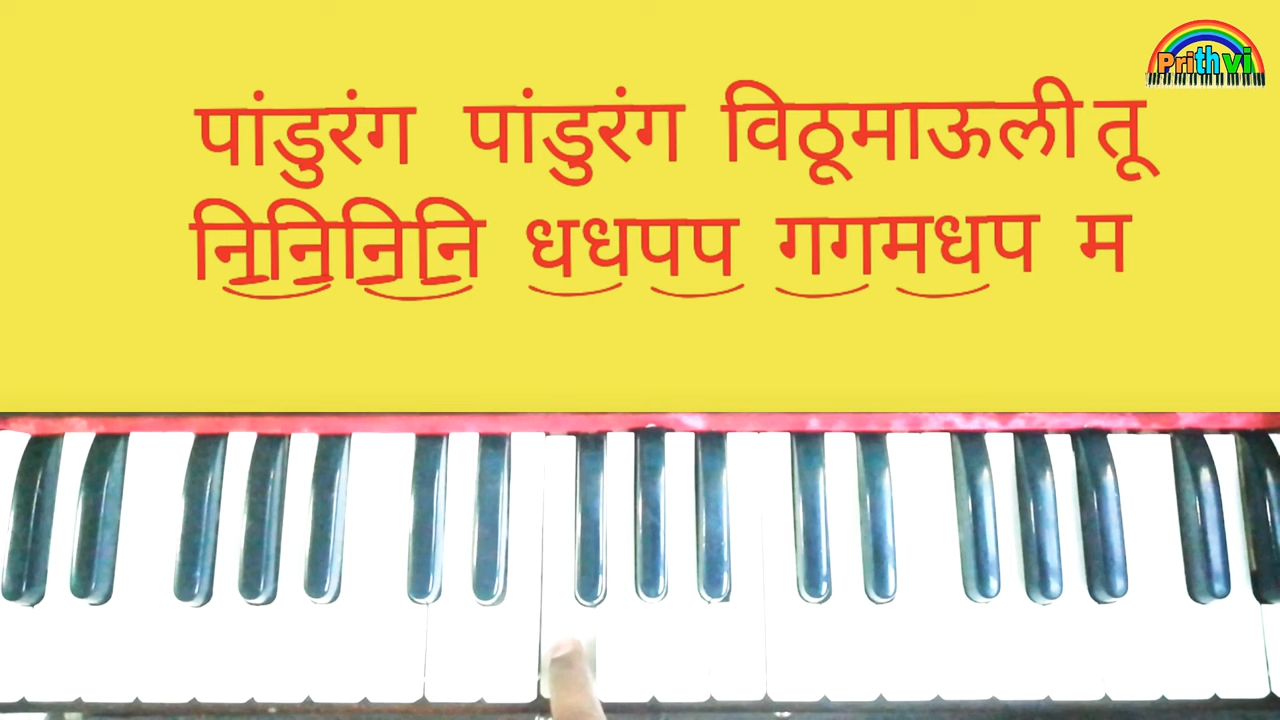 Prithvi
पांडुरंग पांडुरंग विठूमाऊली तू
नि॒नि॒नि॒नि॒ धधपप गगमधप म